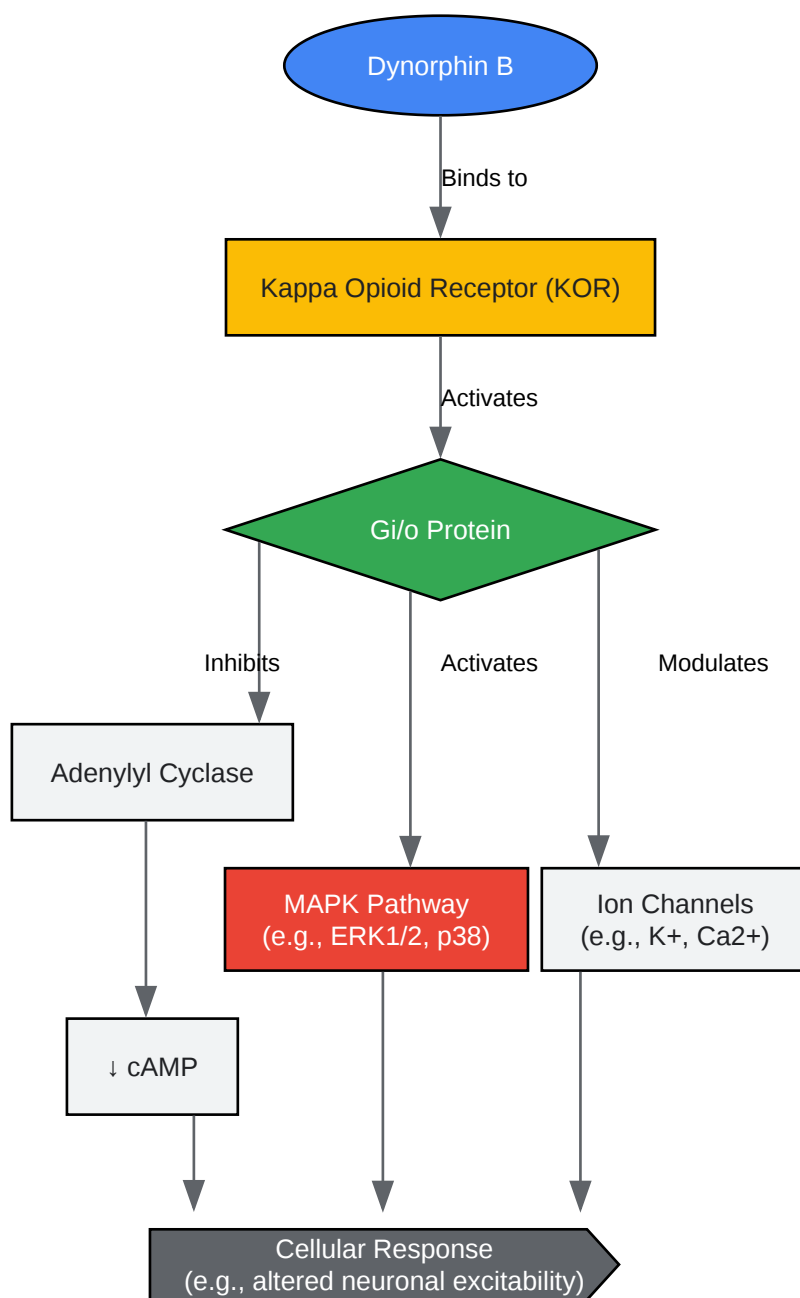 Dynorphin B
Binds to
Kappa Opioid Receptor (KOR)
Activates
Gi/o Protein
Inhibits
Activates
Modulates
Adenylyl Cyclase
MAPK Pathway
(e.g., ERK1/2, p38)
Ion Channels
(e.g., K+, Ca2+)
↓ cAMP
Cellular Response
(e.g., altered neuronal excitability)